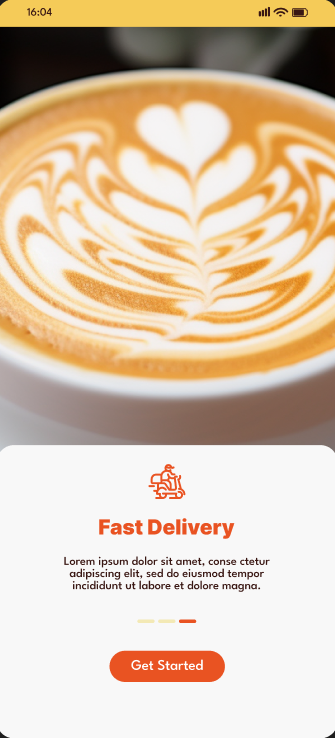 16:04
Fast Delivery
Lorem ipsum dolor sit amet, conse ctetur
adipiscing elit, sed do eiusmod tempor
incididunt ut labore et dolore magna.
Get Started